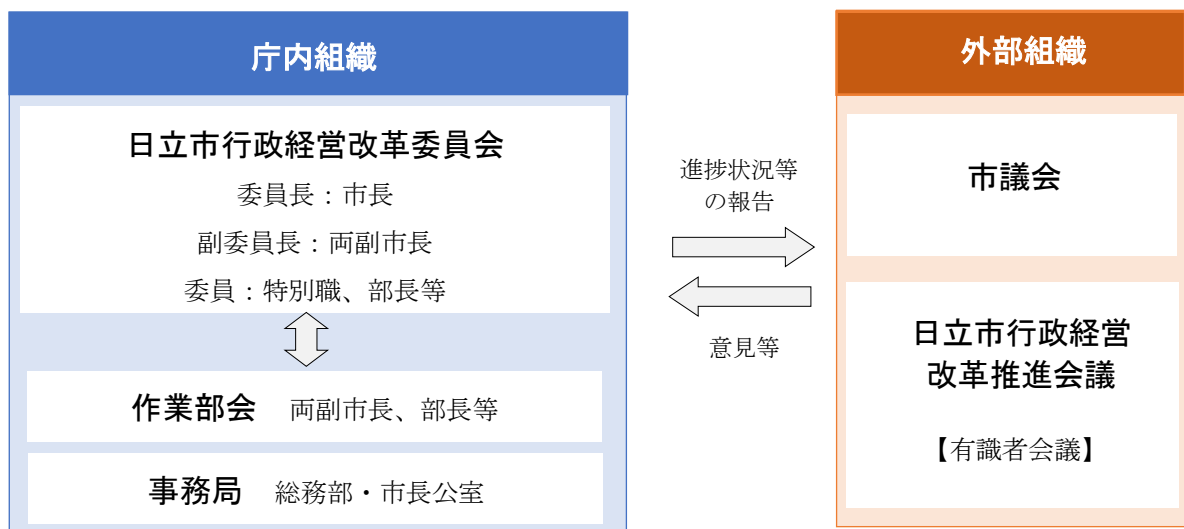 庁内組織
日立市行政経営改革委員会
委員長：市長
副委員長：両副市長
委員：特別職、部長等
作業部会　両副市長、部長等
事務局　総務部・市長公室
進捗状況等
の報告
意見等
外部組織
市議会
日立市行政経営
改革推進会議
【有識者会議】